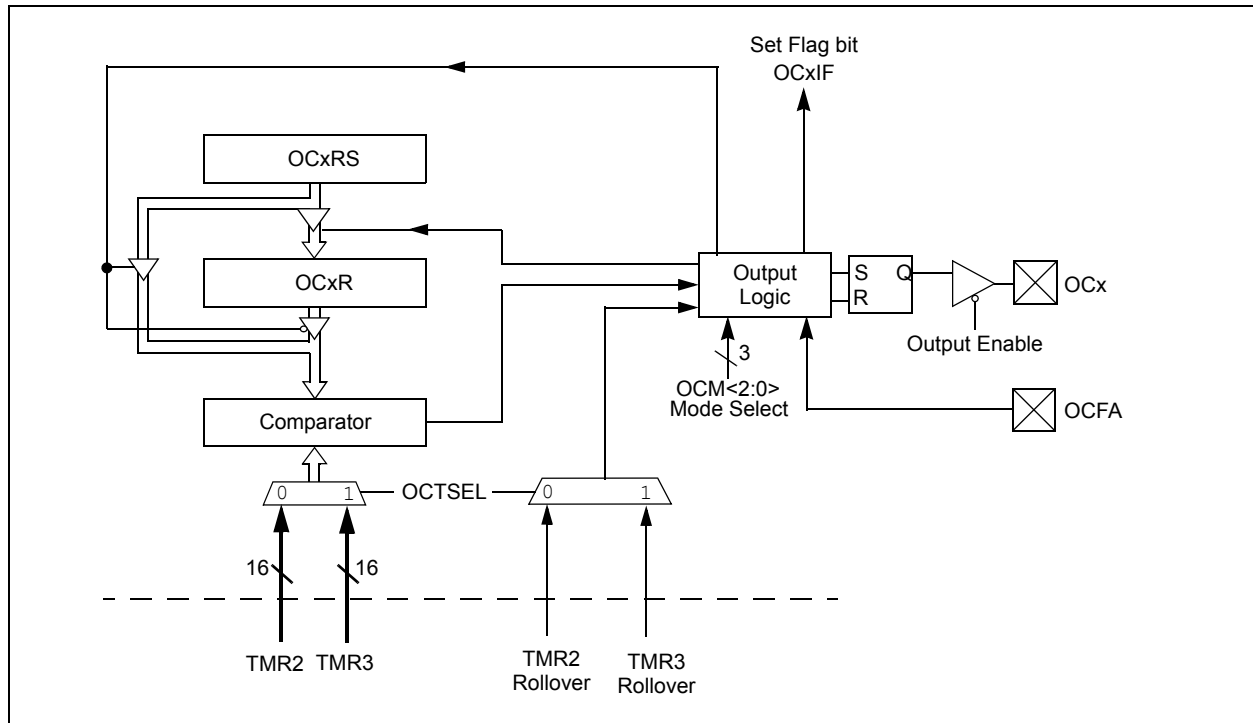 Set Flag bit
OCxIF
OCxRS
OCxR
Output
Logic
S
Q
R
OCx
Output Enable
3
OCM<2:0>
Mode Select
OCFA
Comparator
0
1
OCTSEL
0
1
16
16
TMR2
TMR3
TMR2
Rollover
TMR3
Rollover